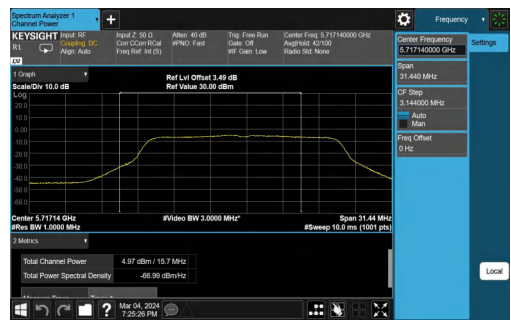 Spectrum Analyzer 1
Channel Power
+
KEYSIGHT
Input: RF
Coupling: DC
Align: Auto
Input Z: 50 Ω
Corr CCorr RCal
Freq Ref: Int (S)
Atten: 40 dB
#PNO: Fast
Trig: Free Run
Gate: Off
#IF Gain: Low
Center Freq: 5.717140000 GHz
Avg|Hold: 42/100
Radio Std: None
R L
LXI
1 Graph
Scale/Div 10.0 dB
Ref Lvl Offset 3.49 dB
Ref Value 30.00 dBm
Log
20.0
10.0
0.00
-10.0
-20.0
-30.0
-40.0
-50.0
-60.0
Center 5.71714 GHz
#Res BW 1.0000 MHz
#Video BW 3.0000 MHz*
Span 31.44 MHz
#Sweep 10.0 ms (1001 pts)
2 Metrics
Total Channel Power 4.97 dBm / 15.7 MHz
Total Power Spectral Density -66.99 dBm/Hz
Mar 04, 2024
7:25:26 PM
?
Frequency
Center Frequency
5.717140000 GHz
Settings
Span
31.440 MHz
CF Step
3.144000 MHz
Auto
Man
Freq Offset
0 Hz
Local